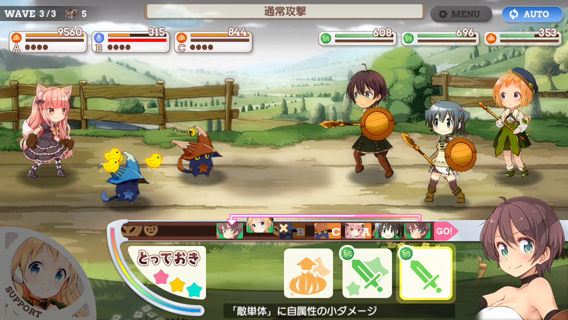 WAVE 3/3 5
通常攻撃
MENU
AUTO
9560
A
315
B
844
C
608
696
353
B
C
A
GO!
とっておき
SUPPORT
「敵単体」に自属性の小ダメージ